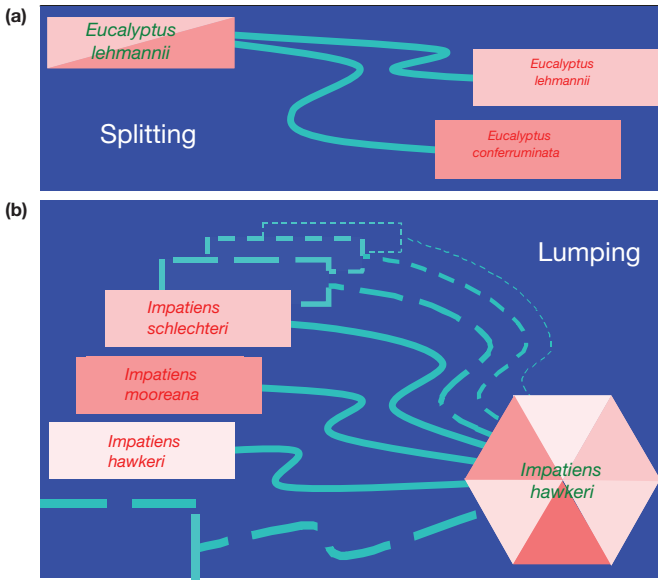 (a)
Eucalyptus
lehmannii
Eucalyptus
lehmannii
Splitting
Eucalyptus
conferruminata
(b)
Lumping
Impatiens
schlechteri
Impatiens
mooreana
Impatiens
hawkeri
Impatiens
hawkeri